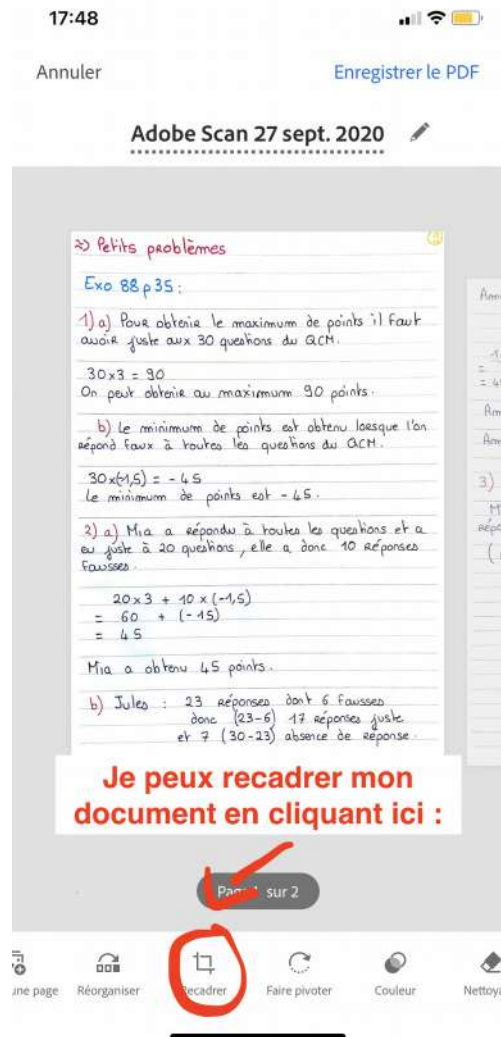 17:48
Annuler
Enregistrer le PDF
Adobe Scan 27 sept. 2020
Petits problèmes
Exo 88 p 35 :
1) a) Pour obtenir le maximum de points il faut
avoir juste aux 30 questions du QCM.
30x3 = 90
On peut obtenir au maximum 90 points.
b) Le minimum de points est obtenu lorsque l'on
répond faux à toutes les questions du QCM.
30x(-1,5) = -45
Le minimum de points est -45.
2) a) Mia a répondu à toutes les questions et a
eu juste à 20 questions, elle a donc 10 réponses
fausses.
20 x 3 + 10 x (-1,5)
= 60 + (-15)
= 45
Mia a obtenu 45 points.
b) Jules : 23 réponses dont 6 fausses
donc (23-6) 17 réponses juste
et 7 (30-23) absence de réponse.
3)
Je peux recadrer mon
document en cliquant ici :
sur 2
une page
Réorganiser
Recadrer
Faire pivoter
Couleur
Nettoya